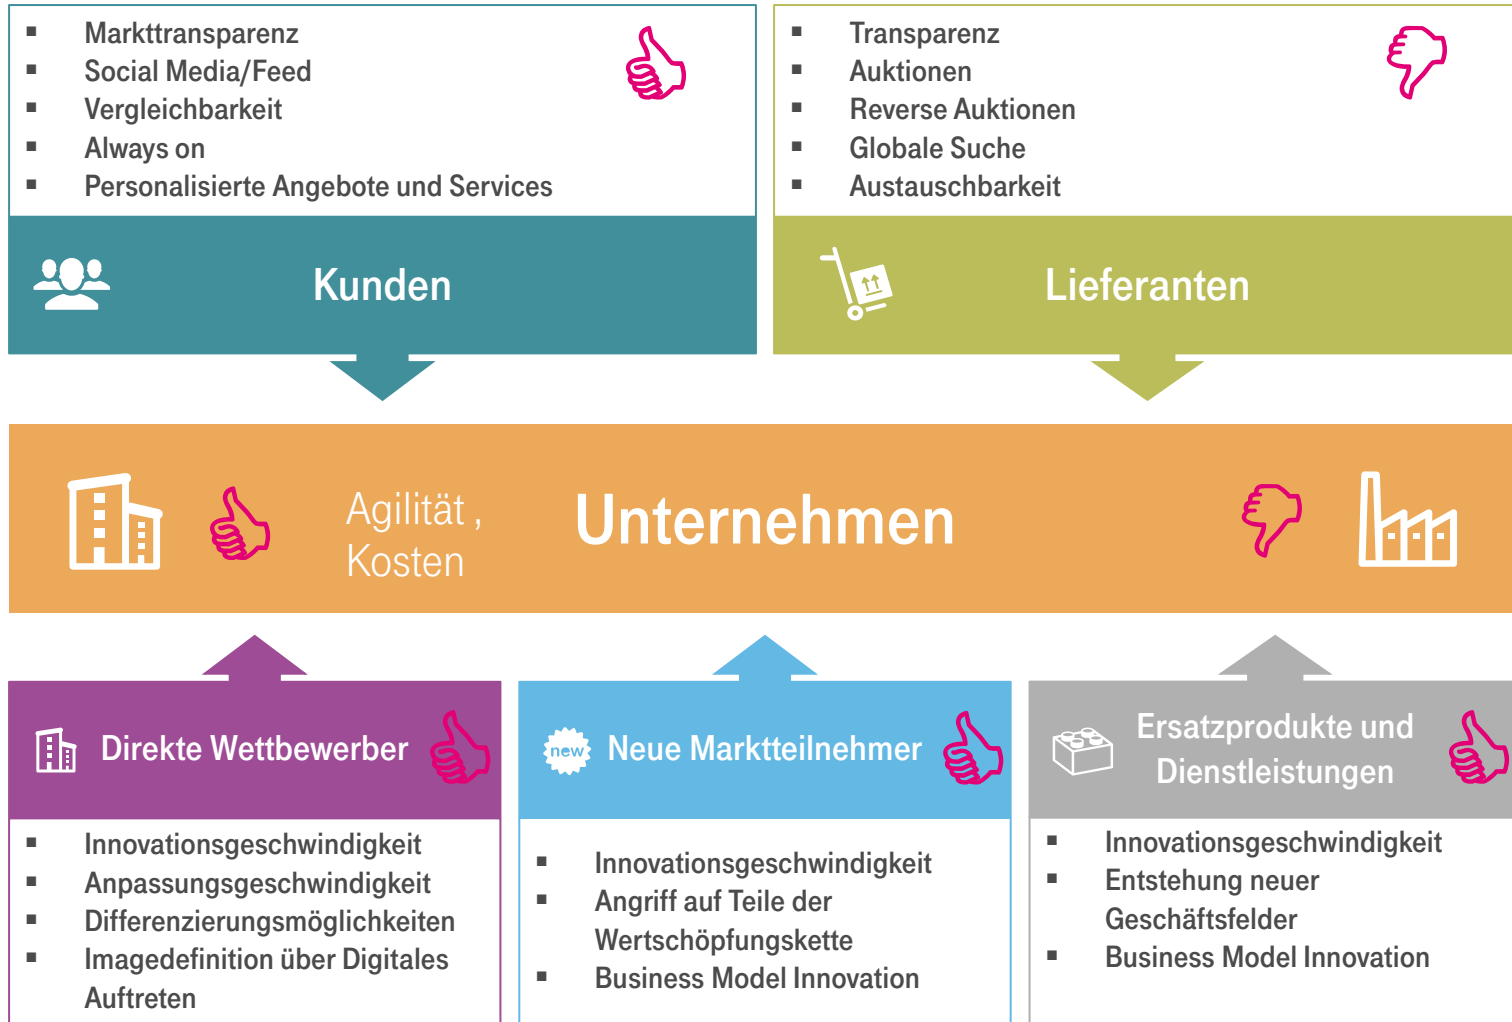 ▪ Markttransparenz
▪ Social Media/Feed
▪ Vergleichbarkeit
▪ Always on
▪ Personalisierte Angebote und Services
Kunden
▪ Transparenz
▪ Auktionen
▪ Reverse Auktionen
▪ Globale Suche
▪ Austauschbarkeit
Lieferanten
Agilität ,
Kosten
Unternehmen
Direkte Wettbewerber
▪ Innovationsgeschwindigkeit
▪ Anpassungsgeschwindigkeit
▪ Differenzierungsmöglichkeiten
▪ Imagedefinition über Digitales
Auftreten
new
Neue Marktteilnehmer
▪ Innovationsgeschwindigkeit
▪ Angriff auf Teile der
Wertschöpfungskette
▪ Business Model Innovation
Ersatzprodukte und
Dienstleistungen
▪ Innovationsgeschwindigkeit
▪ Entstehung neuer
Geschäftsfelder
▪ Business Model Innovation